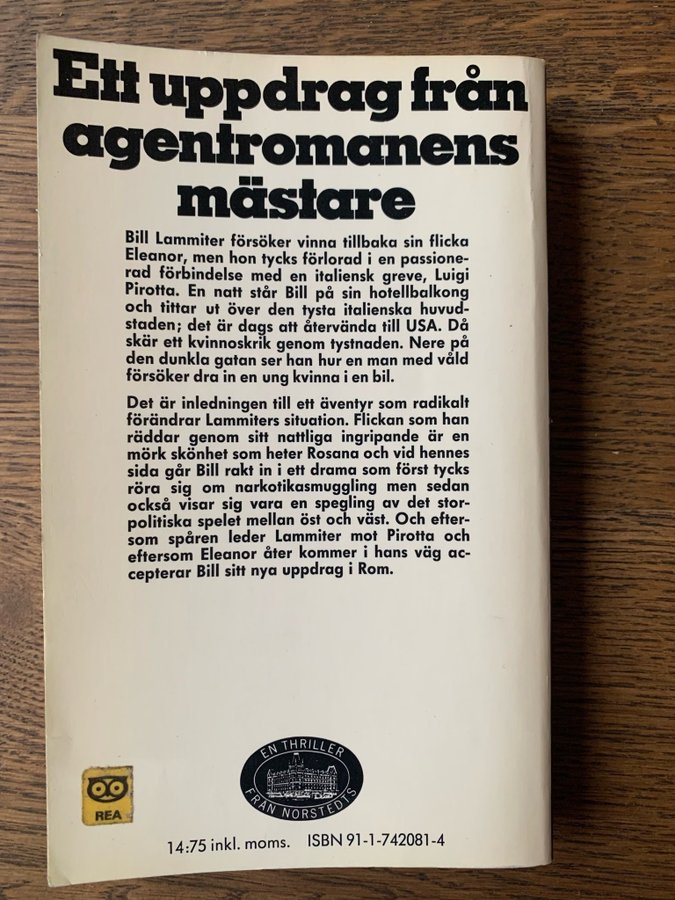 Ett uppdrag från
agentromanens
mästare
Bill Lammiter försöker vinna tillbaka sin flicka
Eleanor, men hon tycks förlorad i en passione-
rad förbindelse med en italiensk greve, Luigi
Pirotta. En natt står Bill på sin hotellbalkong
och tittar ut över den tysta italienska huvud-
staden; det är dags att återvända till USA. Då
skär ett kvinnoskrik genom tystnaden. Nere på
den dunkla gatan ser han hur en man med våld
försöker dra in en ung kvinna i en bil.
Det är inledningen till ett äventyr som radikalt
förändrar Lammiters situation. Flickan som han
räddar genom sitt nattliga ingripande är en
mörk skönhet som heter Rosana och vid hennes
sida går Bill rakt in i ett drama som först tycks
röra sig om narkotikasmuggling men sedan
också visar sig vara en spegling av det stor-
politiska spelet mellan öst och väst. Och efter-
som spåren leder Lammiter mot Pirotta och
eftersom Eleanor åter kommer i hans väg ac-
cepterar Bill sitt nya uppdrag i Rom.
EN THRILLER
FRÅN NORSTEDTS
REA
14:75 inkl. moms. ISBN 91-1-742081-4